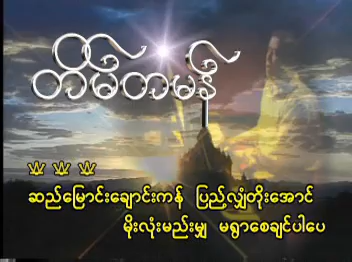 တိမ်တမန်
ဆည်မြောင်းချောင်းကန် ပြည့်လျှံတိုးအောင်
မိုးလုံးမည်းမျှ မရွာစေချင်ပါပေ